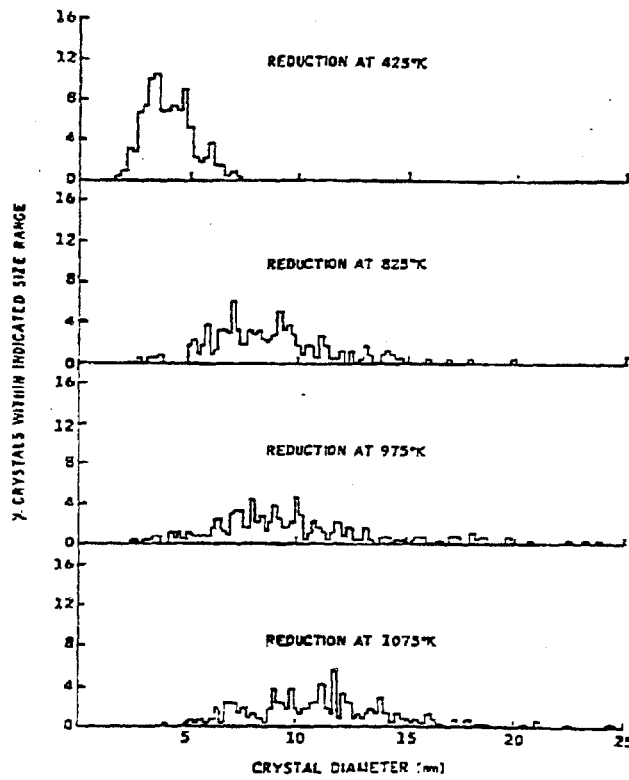 16
REDUCTION AT 425°K
12
8
4
0
16
12
REDUCTION AT 825°K
8
4
0
% CRYSTALS WITHIN INDICATED SIZE RANGE
16
12
REDUCTION AT 975°K
8
4
0
16
12
REDUCTION AT 1075°K
8
4
0
5 10 15 20 25
CRYSTAL DIAMETER [nm]